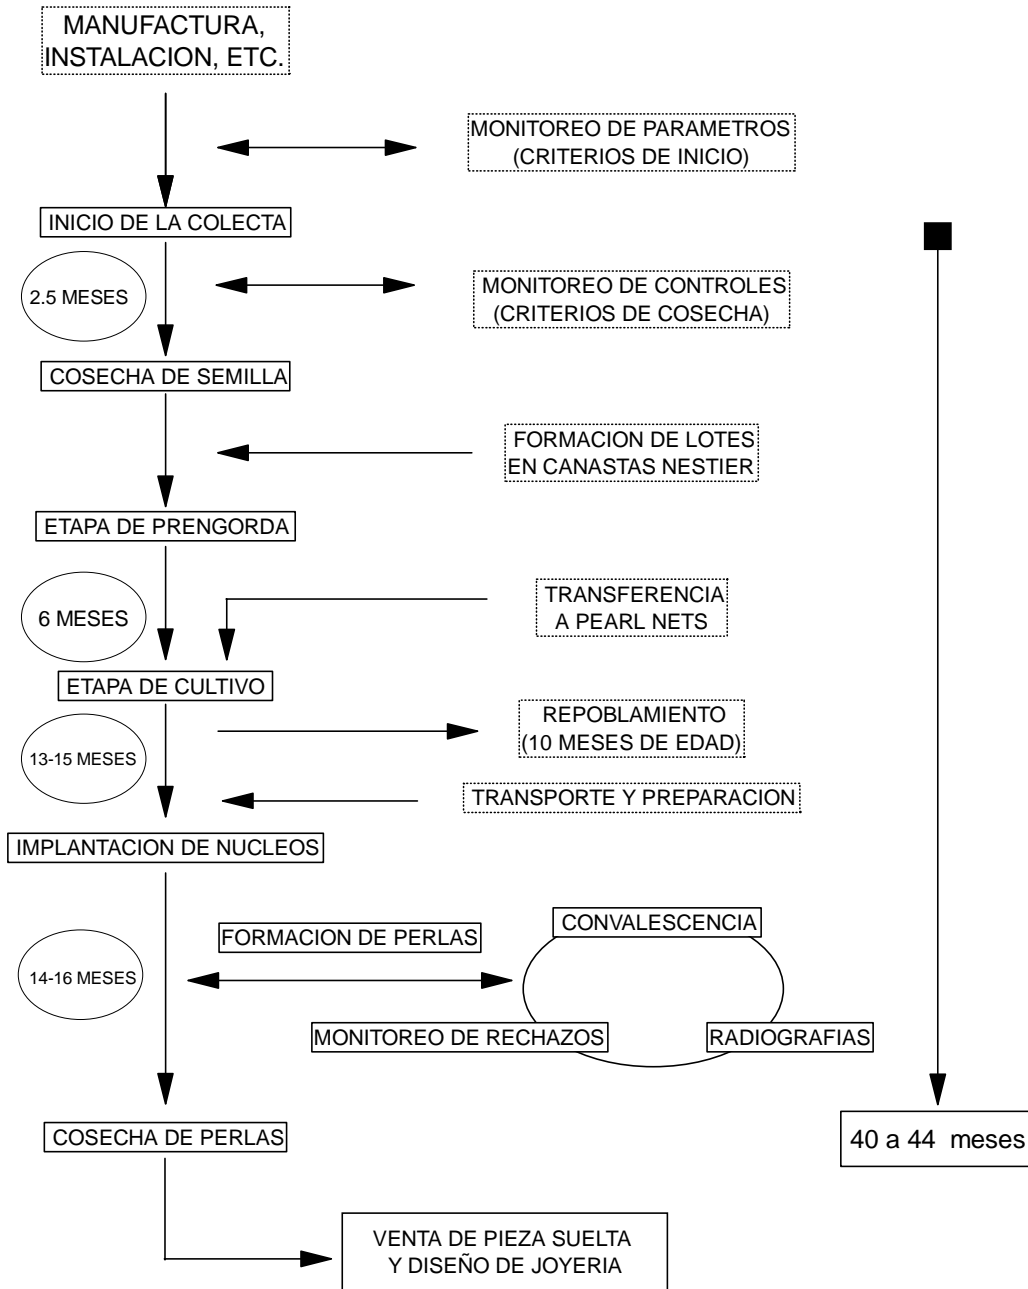 MANUFACTURA,
INSTALACION, ETC.
MONITOREO DE PARAMETROS
(CRITERIOS DE INICIO)
INICIO DE LA COLECTA
2.5 MESES
MONITOREO DE CONTROLES
(CRITERIOS DE COSECHA)
COSECHA DE SEMILLA
FORMACION DE LOTES
EN CANASTAS NESTIER
ETAPA DE PRENGORDA
6 MESES
TRANSFERENCIA
A PEARL NETS
ETAPA DE CULTIVO
REPOBLAMIENTO
(10 MESES DE EDAD)
13-15 MESES
TRANSPORTE Y PREPARACION
IMPLANTACION DE NUCLEOS
FORMACION DE PERLAS
CONVALESCENCIA
14-16 MESES
MONITOREO DE RECHAZOS
RADIOGRAFIAS
COSECHA DE PERLAS
40 a 44 meses
VENTA DE PIEZA SUELTA
Y DISEÑO DE JOYERIA